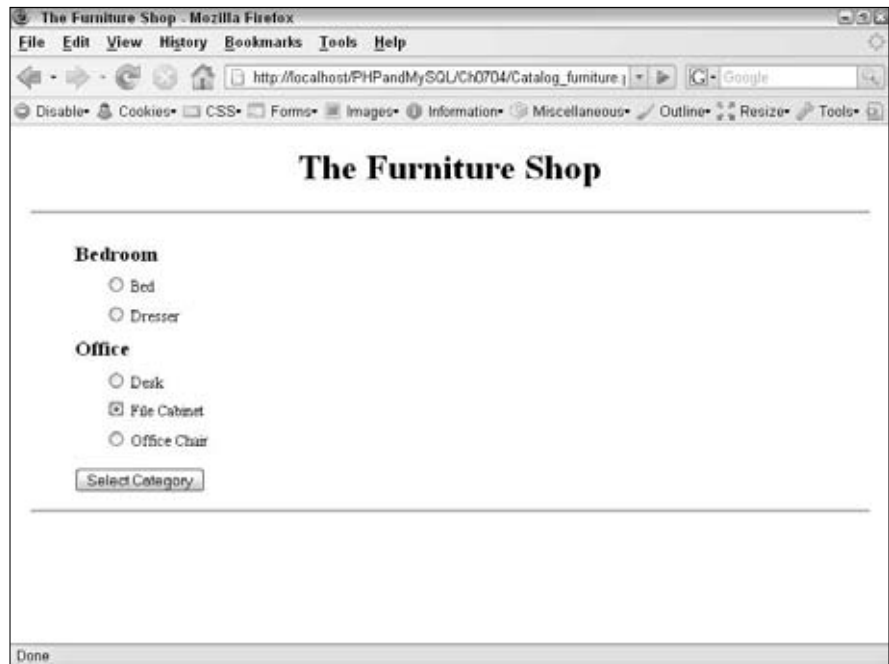 The Furniture Shop - Mozilla Firefox
File Edit View History Bookmarks Tools Help
http://localhost/PHPandMySQL/Ch0704/Catalog_furniture.p
G Google
Disable Cookies CSS Forms Images Information Miscellaneous Outline Resize Tools
The Furniture Shop
Bedroom
Bed
Dresser
Office
Desk
File Cabinet
Office Chair
Select Category
Done